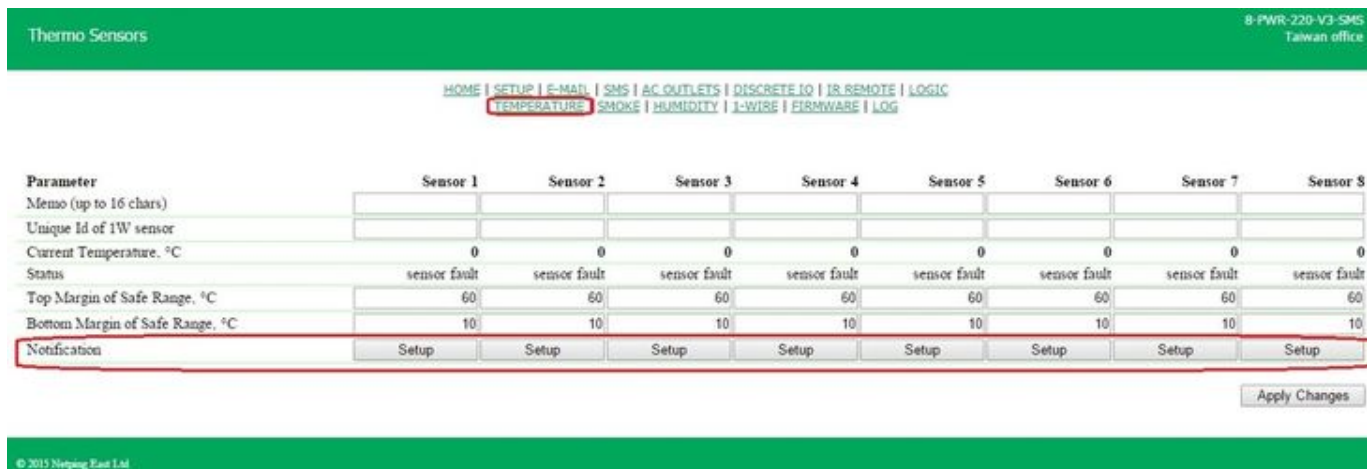 Thermo Sensors
8-PWR-220-V3-SMS
Taiwan office
HOME | SETUP | E-MAIL | SMS | AC OUTLETS | DISCRETE IO | IR REMOTE | LOGIC
TEMPERATURE | SMOKE | HUMIDITY | 1-WIRE | FIRMWARE | LOG
Parameter Sensor 1 Sensor 2 Sensor 3 Sensor 4 Sensor 5 Sensor 6 Sensor 7 Sensor 8
Memo (up to 16 chars)
Unique Id of 1W sensor
Current Temperature, °C 0 0 0 0 0 0 0 0
Status sensor fault sensor fault sensor fault sensor fault sensor fault sensor fault sensor fault sensor fault
Top Margin of Safe Range, °C 60 60 60 60 60 60 60 60
Bottom Margin of Safe Range, °C 10 10 10 10 10 10 10 10
Notification Setup Setup Setup Setup Setup Setup Setup Setup
Apply Changes
© 2015 Netping East Ltd